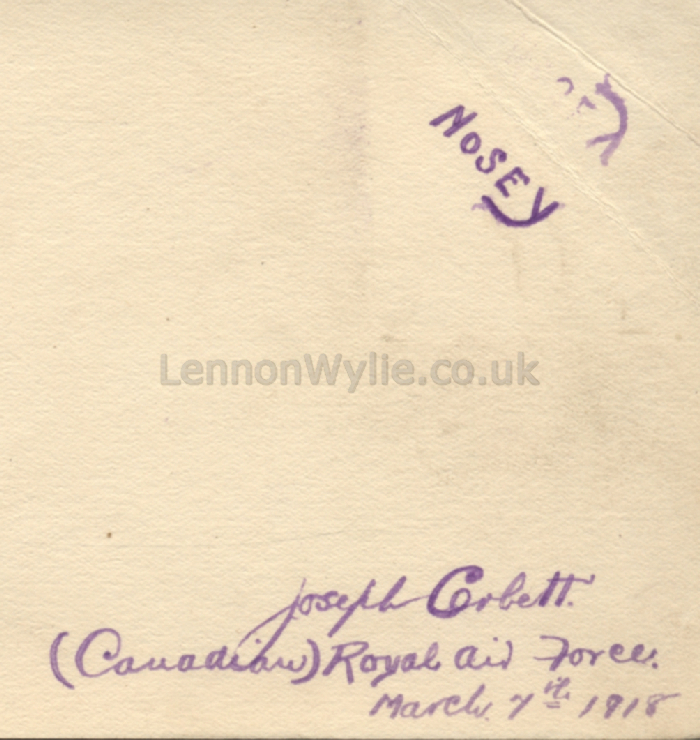 NOSEY
LennonWylie.co.uk
Joseph Corbett.
(Canadian) Royal Air Force.
March. 7th 1918